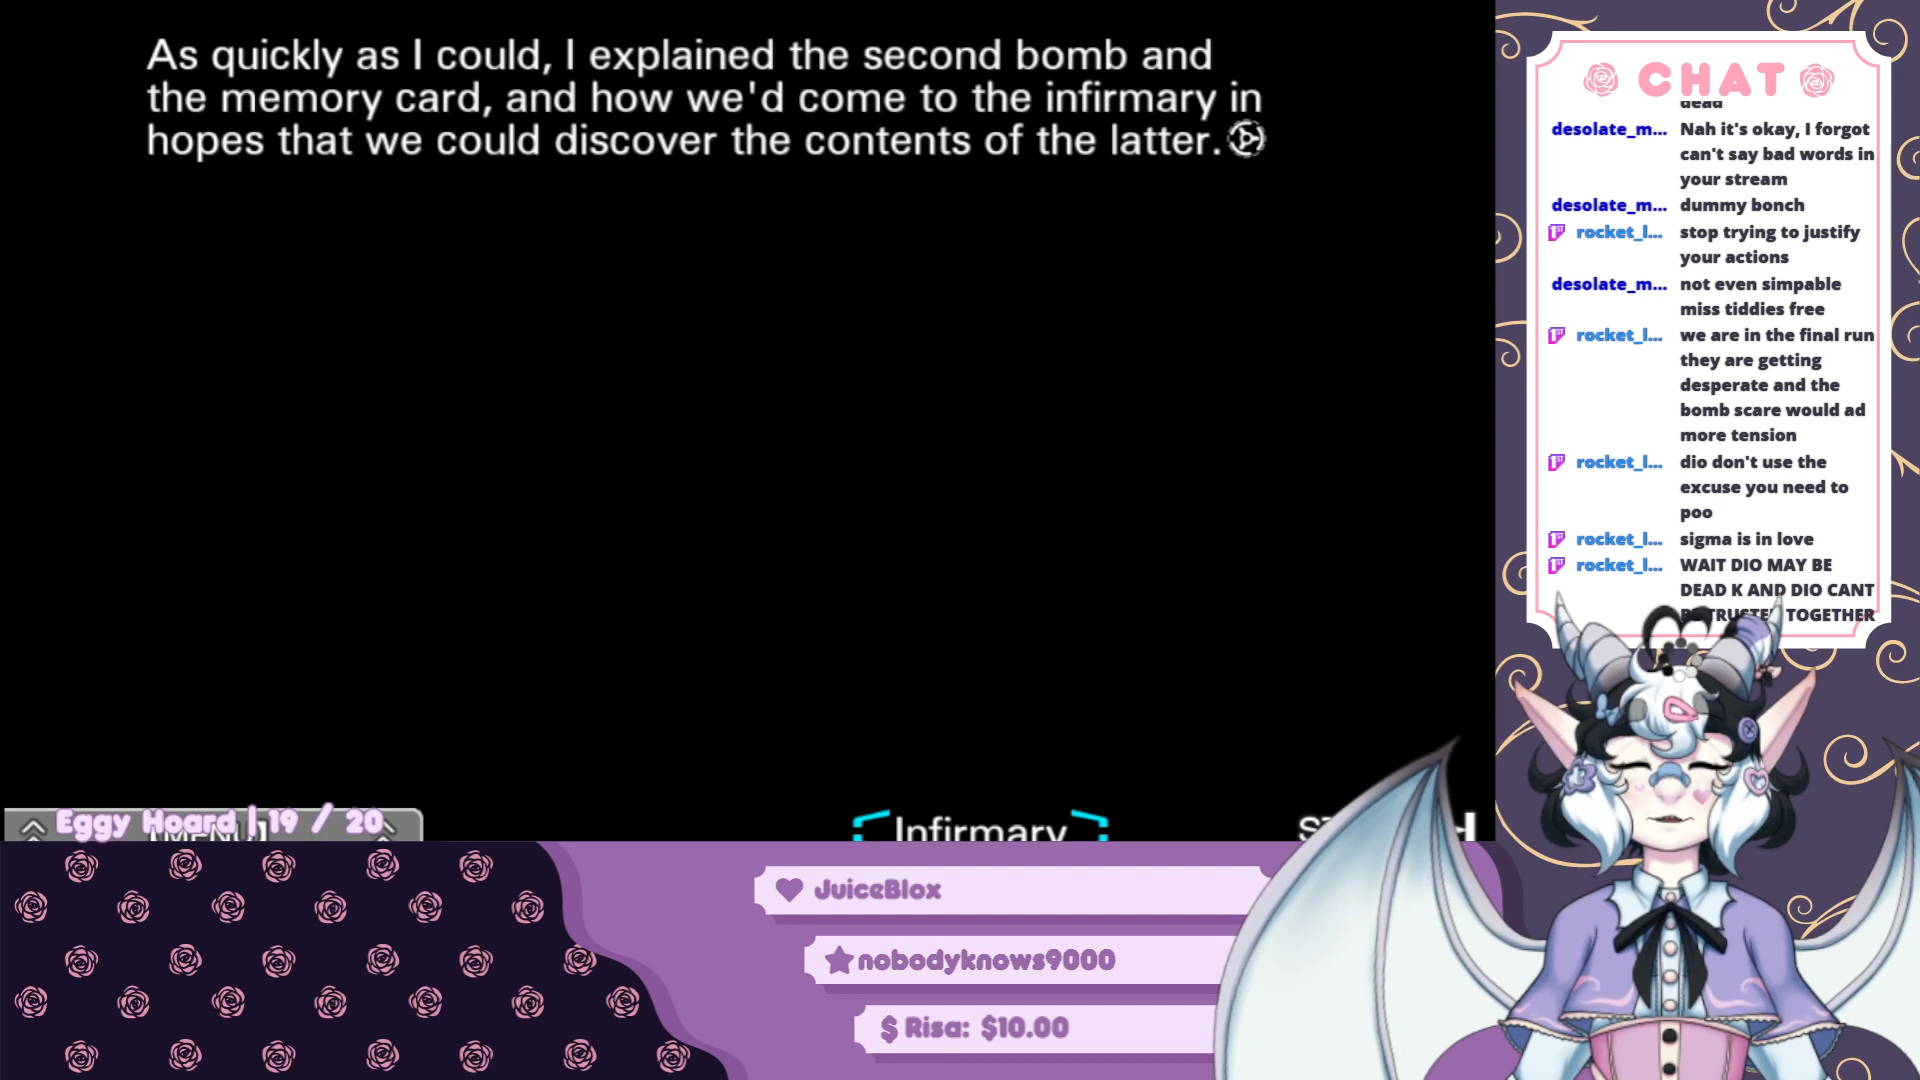 As quickly as I could, I explained the second bomb and
the memory card, and how we'd come to the infirmary in
hopes that we could discover the contents of the latter.
CHAT
dead
desolate_m... Nah it's okay, I forgot
can't say bad words in
your stream
desolate_m... dummy bonch
rocket_l... stop trying to justify
your actions
desolate_m... not even simpable
miss tiddies free
rocket_l... we are in the final run
they are getting
desperate and the
bomb scare would ad
more tension
rocket_l... dio don't use the
excuse you need to
poo
rocket_l... sigma is in love
rocket_l... WAIT DIO MAY BE
DEAD K AND DIO CANT
TOGETHER
Eggy Hoard | 19 / 20
[MENU]
Infirmary
JuiceBlox
nobodyknows9000
$ Risa: $10.00